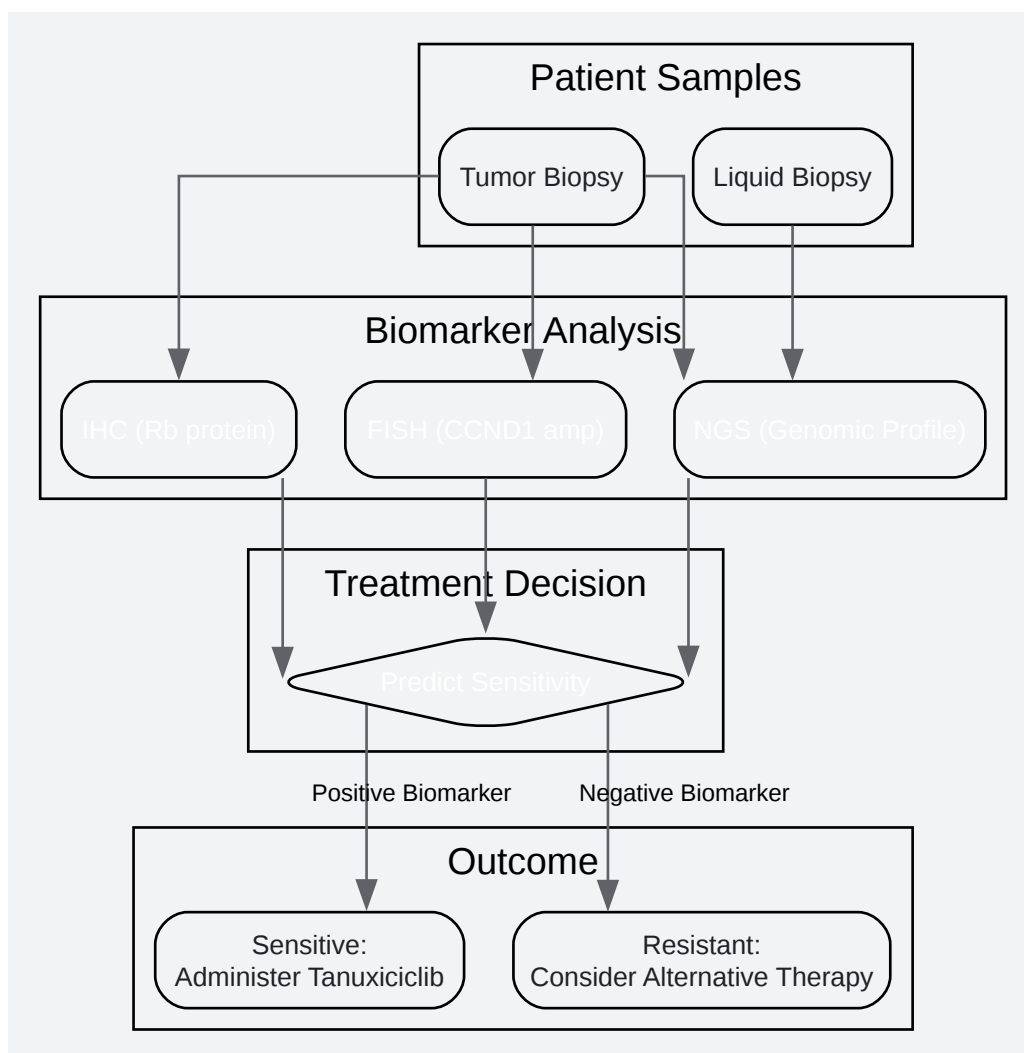 Patient Samples
Tumor Biopsy
Liquid Biopsy
Biomarker Analysis
IHC (Rb protein)
FISH (CCND1 amp)
NGS (Genomic Profile)
Treatment Decision
Predict Sensitivity
Positive Biomarker
Negative Biomarker
Outcome
Sensitive:
Administer Tanuxiciclib
Resistant:
Consider Alternative Therapy